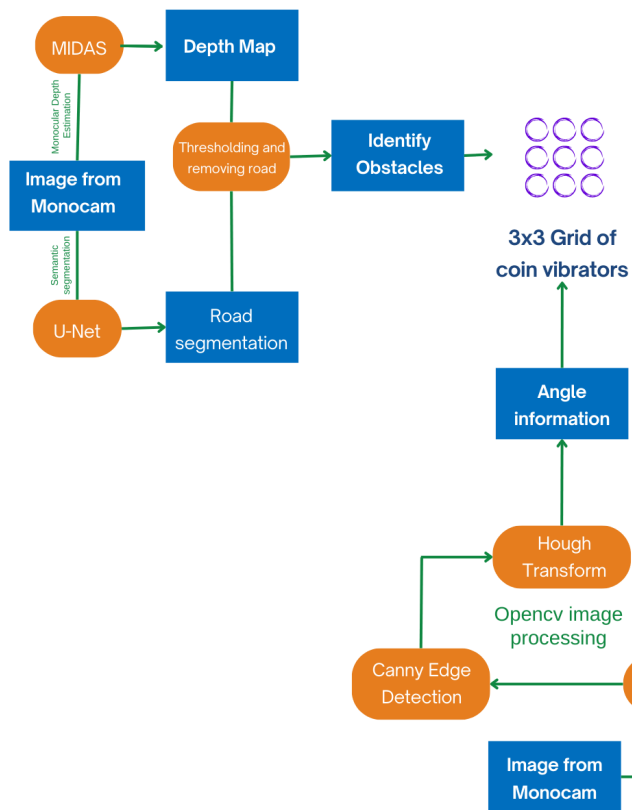 MIDAS
Depth Map
Monocular Depth
Estimation
Thresholding and
removing road
Identify
Obstacles
Image from
Monocam
3x3 Grid of
coin vibrators
Semantic
segmentation
U-Net
Road
segmentation
Angle
information
Hough
Transform
Opencv image
processing
Canny Edge
Detection
Image from
Monocam